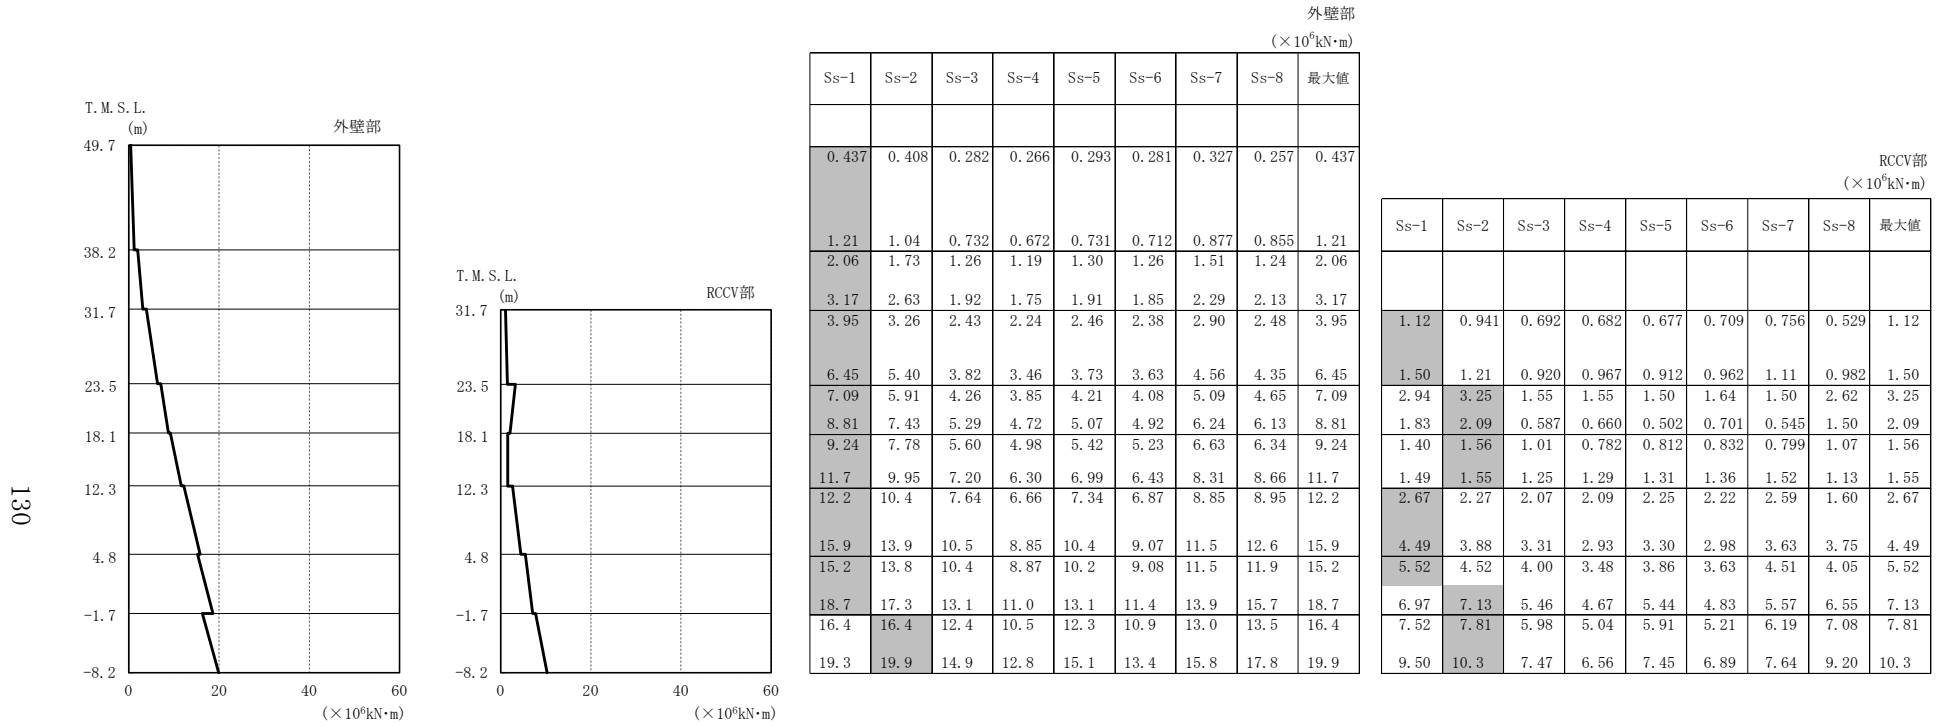 外壁部
(×10⁶kN・m)
Ss-1 Ss-2 Ss-3 Ss-4 Ss-5 Ss-6 Ss-7 Ss-8 最大値
0.437 0.408 0.282 0.266 0.293 0.281 0.327 0.257 0.437
1.21 1.04 0.732 0.672 0.731 0.712 0.877 0.855 1.21
2.06 1.73 1.26 1.19 1.30 1.26 1.51 1.24 2.06
3.17 2.63 1.92 1.75 1.91 1.85 2.29 2.13 3.17
3.95 3.26 2.43 2.24 2.46 2.38 2.90 2.48 3.95
6.45 5.40 3.82 3.46 3.73 3.63 4.56 4.35 6.45
7.09 5.91 4.26 3.85 4.21 4.08 5.09 4.65 7.09
8.81 7.43 5.29 4.72 5.07 4.92 6.24 6.13 8.81
9.24 7.78 5.60 4.98 5.42 5.23 6.63 6.34 9.24
11.7 9.95 7.20 6.30 6.99 6.43 8.31 8.66 11.7
12.2 10.4 7.64 6.66 7.34 6.87 8.85 8.95 12.2
15.9 13.9 10.5 8.85 10.4 9.07 11.5 12.6 15.9
15.2 13.8 10.4 8.87 10.2 9.08 11.5 11.9 15.2
18.7 17.3 13.1 11.0 13.1 11.4 13.9 15.7 18.7
16.4 16.4 12.4 10.5 12.3 10.9 13.0 13.5 16.4
19.3 19.9 14.9 12.8 15.1 13.4 15.8 17.8 19.9
RCCV部
(×10⁶kN・m)
Ss-1 Ss-2 Ss-3 Ss-4 Ss-5 Ss-6 Ss-7 Ss-8 最大値
1.12 0.941 0.692 0.682 0.677 0.709 0.756 0.529 1.12
1.50 1.21 0.920 0.967 0.912 0.962 1.11 0.982 1.50
2.94 3.25 1.55 1.55 1.50 1.64 1.50 2.62 3.25
1.83 2.09 0.587 0.660 0.502 0.701 0.545 1.50 2.09
1.40 1.56 1.01 0.782 0.812 0.832 0.799 1.07 1.56
1.49 1.55 1.25 1.29 1.31 1.36 1.52 1.13 1.55
2.67 2.27 2.07 2.09 2.25 2.22 2.59 1.60 2.67
4.49 3.88 3.31 2.93 3.30 2.98 3.63 3.75 4.49
5.52 4.52 4.00 3.48 3.86 3.63 4.51 4.05 5.52
6.97 7.13 5.46 4.67 5.44 4.83 5.57 6.55 7.13
7.52 7.81 5.98 5.04 5.91 5.21 6.19 7.08 7.81
9.50 10.3 7.47 6.56 7.45 6.89 7.64 9.20 10.3
T.M.S.L.
(m)
外壁部
49.7
38.2
31.7
23.5
18.1
12.3
4.8
-1.7
-8.2
0 20 40 60
(×10⁶kN・m)
T.M.S.L.
(m)
RCCV部
31.7
23.5
18.1
12.3
4.8
-1.7
-8.2
0 20 40 60
(×10⁶kN・m)
130